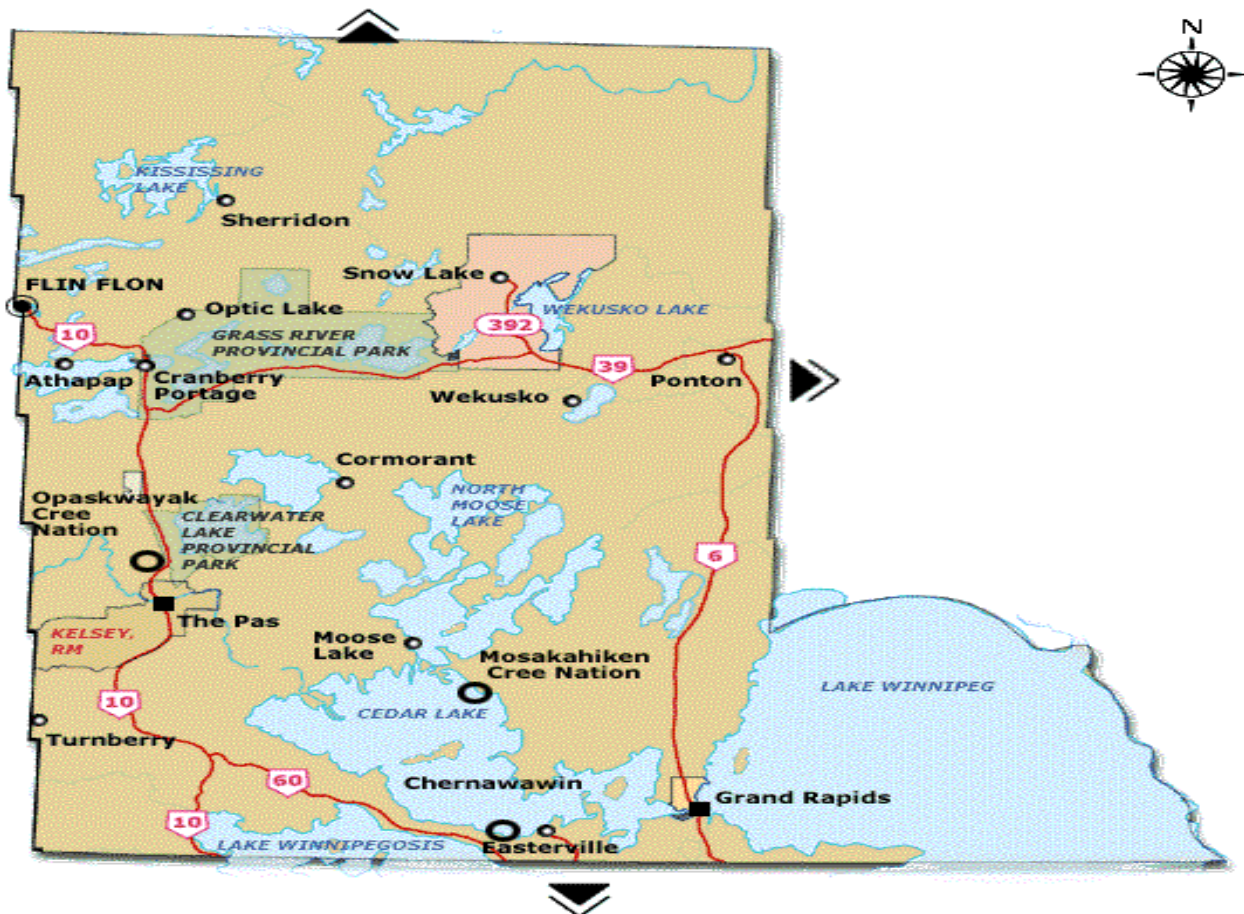 N
KISSISSING
LAKE
Sherridon
Snow Lake
FLIN FLON
WEKUSKO LAKE
Optic Lake
392
10
GRASS RIVER
PROVINCIAL PARK
39
Athapap
Cranberry
Portage
Ponton
Wekusko
Cormorant
Opaskwayak
Cree
Nation
NORTH
MOOSE
LAKE
CLEARWATER
LAKE
PROVINCIAL
PARK
6
The Pas
KELSEY,
RM
Moose
Lake
Mosakahiken
Cree Nation
LAKE WINNIPEG
10
CEDAR LAKE
Turnberry
60
Chernawawin
Grand Rapids
10
LAKE WINNIPEGOSIS
Easterville